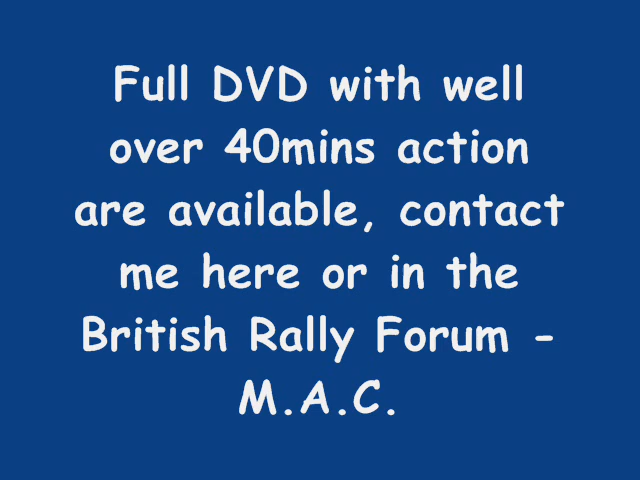 Full DVD with well
over 40mins action
are available, contact
me here or in the
British Rally Forum -
M.A.C.